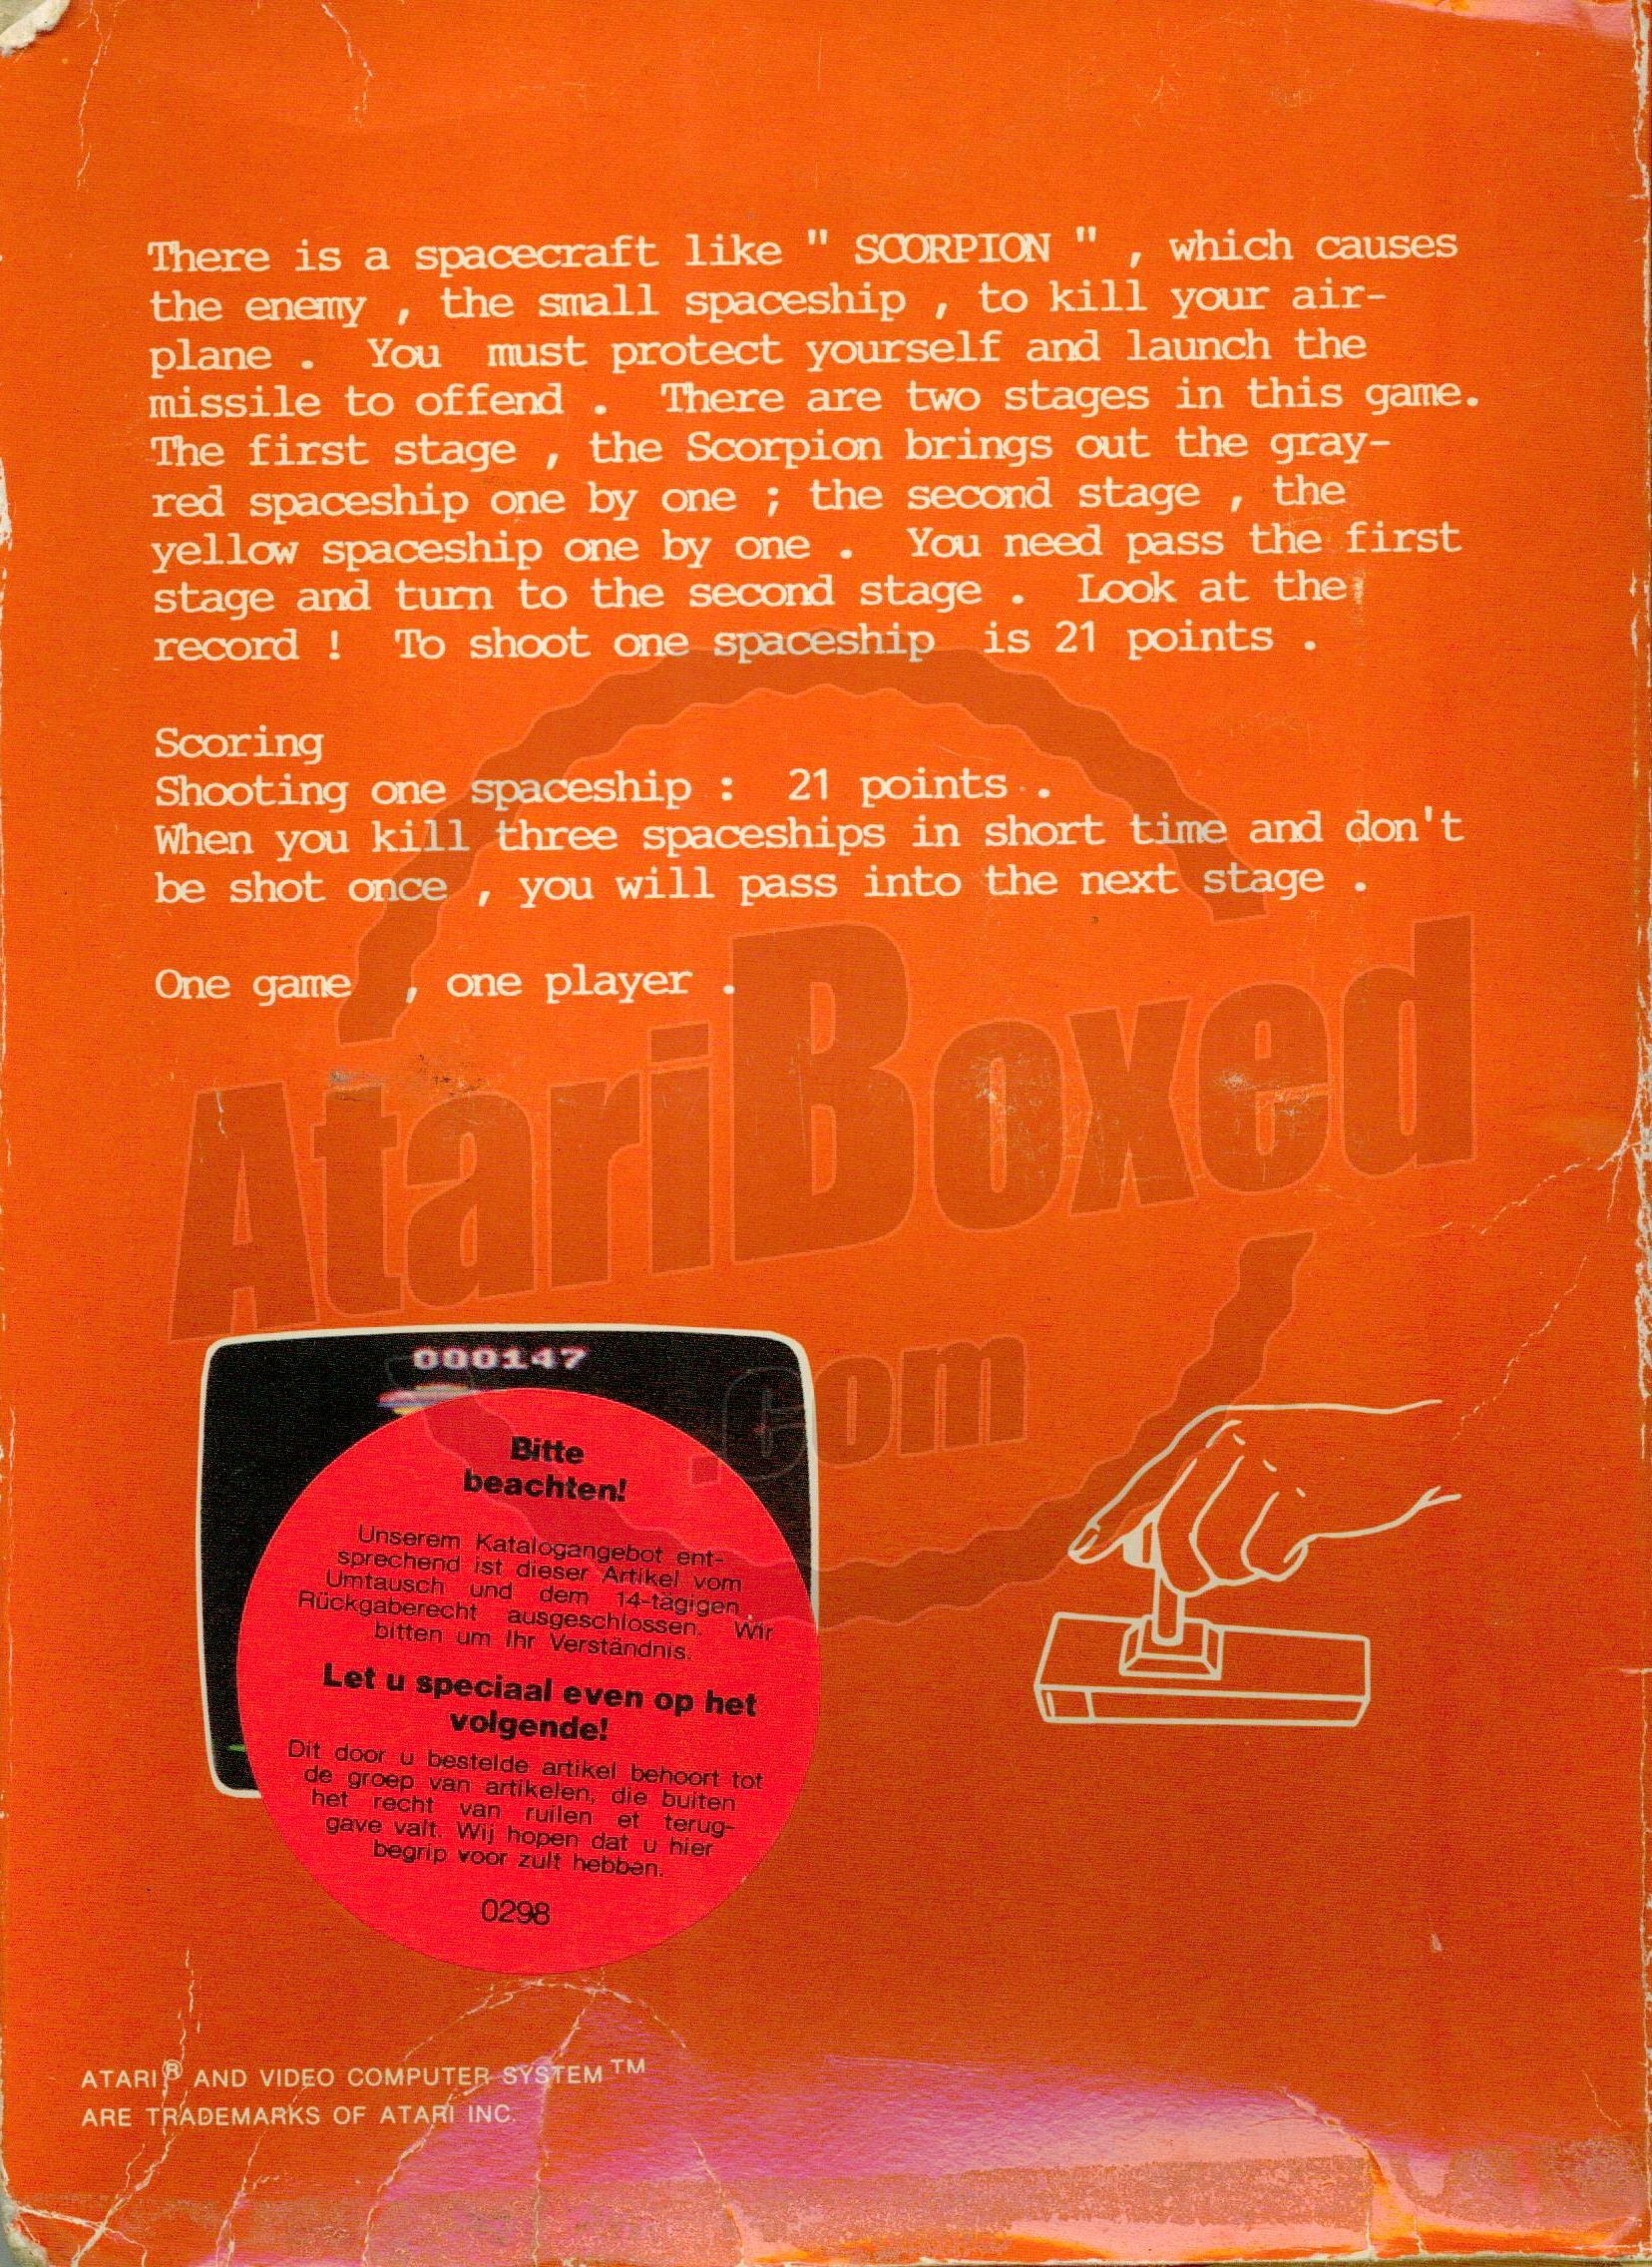 There is a spacecraft like " SCORPION " , which causes
the enemy , the small spaceship , to kill your air-
plane .  You  must protect yourself and launch the
missile to offend .  There are two stages in this game.
The first stage , the Scorpion brings out the gray-
red spaceship one by one ; the second stage , the
yellow spaceship one by one .  You need pass the first
stage and turn to the second stage .  Look at the
record !  To shoot one spaceship  is 21 points .
Scoring
Shooting one spaceship :  21 points .
When you kill three spaceships in short time and don't
be shot once , you will pass into the next stage .
One game  , one player .
AtariBoxed
.com
000147
Bitte
beachten!
Unserem Katalogangebot ent-
sprechend ist dieser Artikel vom
Umtausch und dem 14-tägigen
Rückgaberecht ausgeschlossen. Wir
bitten um Ihr Verständnis.
Let u speciaal even op het
volgende!
Dit door u bestelde artikel behoort tot
de groep van artikelen, die buiten
het recht van ruilen et terug-
gave valt. Wij hopen dat u hier
begrip voor zult hebben.
0298
ATARI® AND VIDEO COMPUTER SYSTEM™
ARE TRADEMARKS OF ATARI INC.